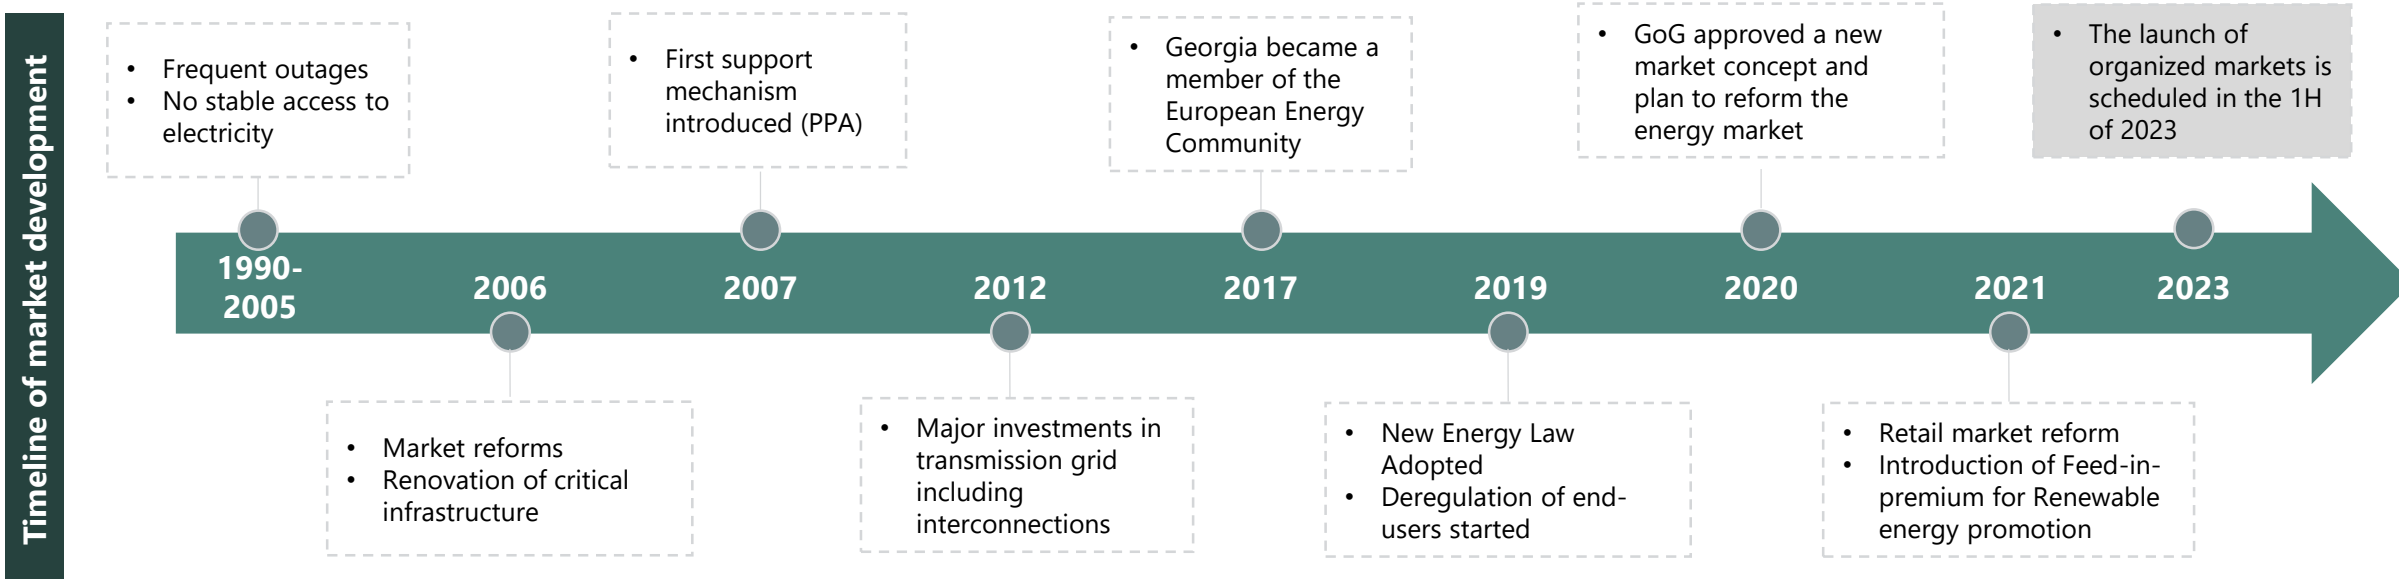 Timeline of market development
• Frequent outages
• No stable access to
electricity
• First support
mechanism
introduced (PPA)
• Georgia became a
member of the
European Energy
Community
• GoG approved a new
market concept and
plan to reform the
energy market
• The launch of
organized markets is
scheduled in the 1H
of 2023
1990-
2005
2006
2007
2012
2017
2019
2020
2021
2023
• Market reforms
• Renovation of critical
infrastructure
• Major investments in
transmission grid
including
interconnections
• New Energy Law
Adopted
• Deregulation of end-
users started
• Retail market reform
• Introduction of Feed-in-
premium for Renewable
energy promotion